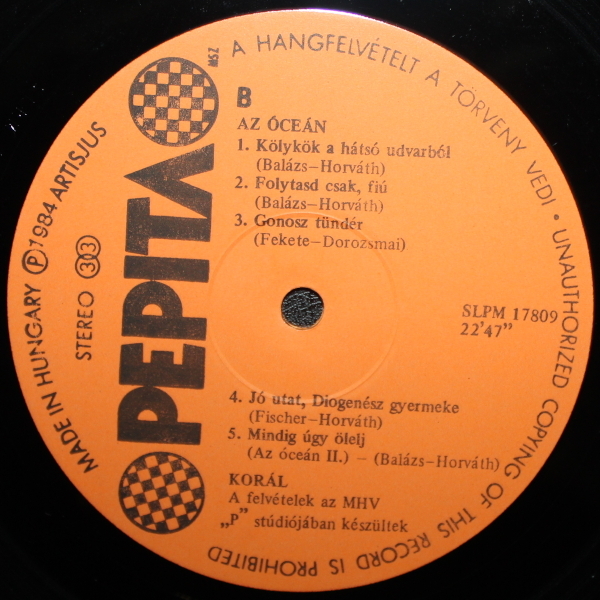 A HANGFELVÉTELT A TÖRVENY VEDI • UNAUTHORIZED COPYING OF THIS RECORD IS PROHIBITED
MADE IN HUNGARY Ⓟ 1984 ARTISJUS
STEREO 33
PEPITA
MSZ
B
AZ ÓCEÁN
1. Kölykök a hátsó udvarból
(Balázs–Horváth)
2. Folytasd csak, fiú
(Balázs–Horváth)
3. Gonosz tündér
(Fekete–Dorozsmai)
SLPM 17809
22'47"
4. Jó utat, Diogenész gyermeke
(Fischer–Horváth)
5. Mindig úgy ölelj
(Az óceán II.) – (Balázs–Horváth)
KORÁL
A felvételek az MHV
„P” stúdiójában készültek